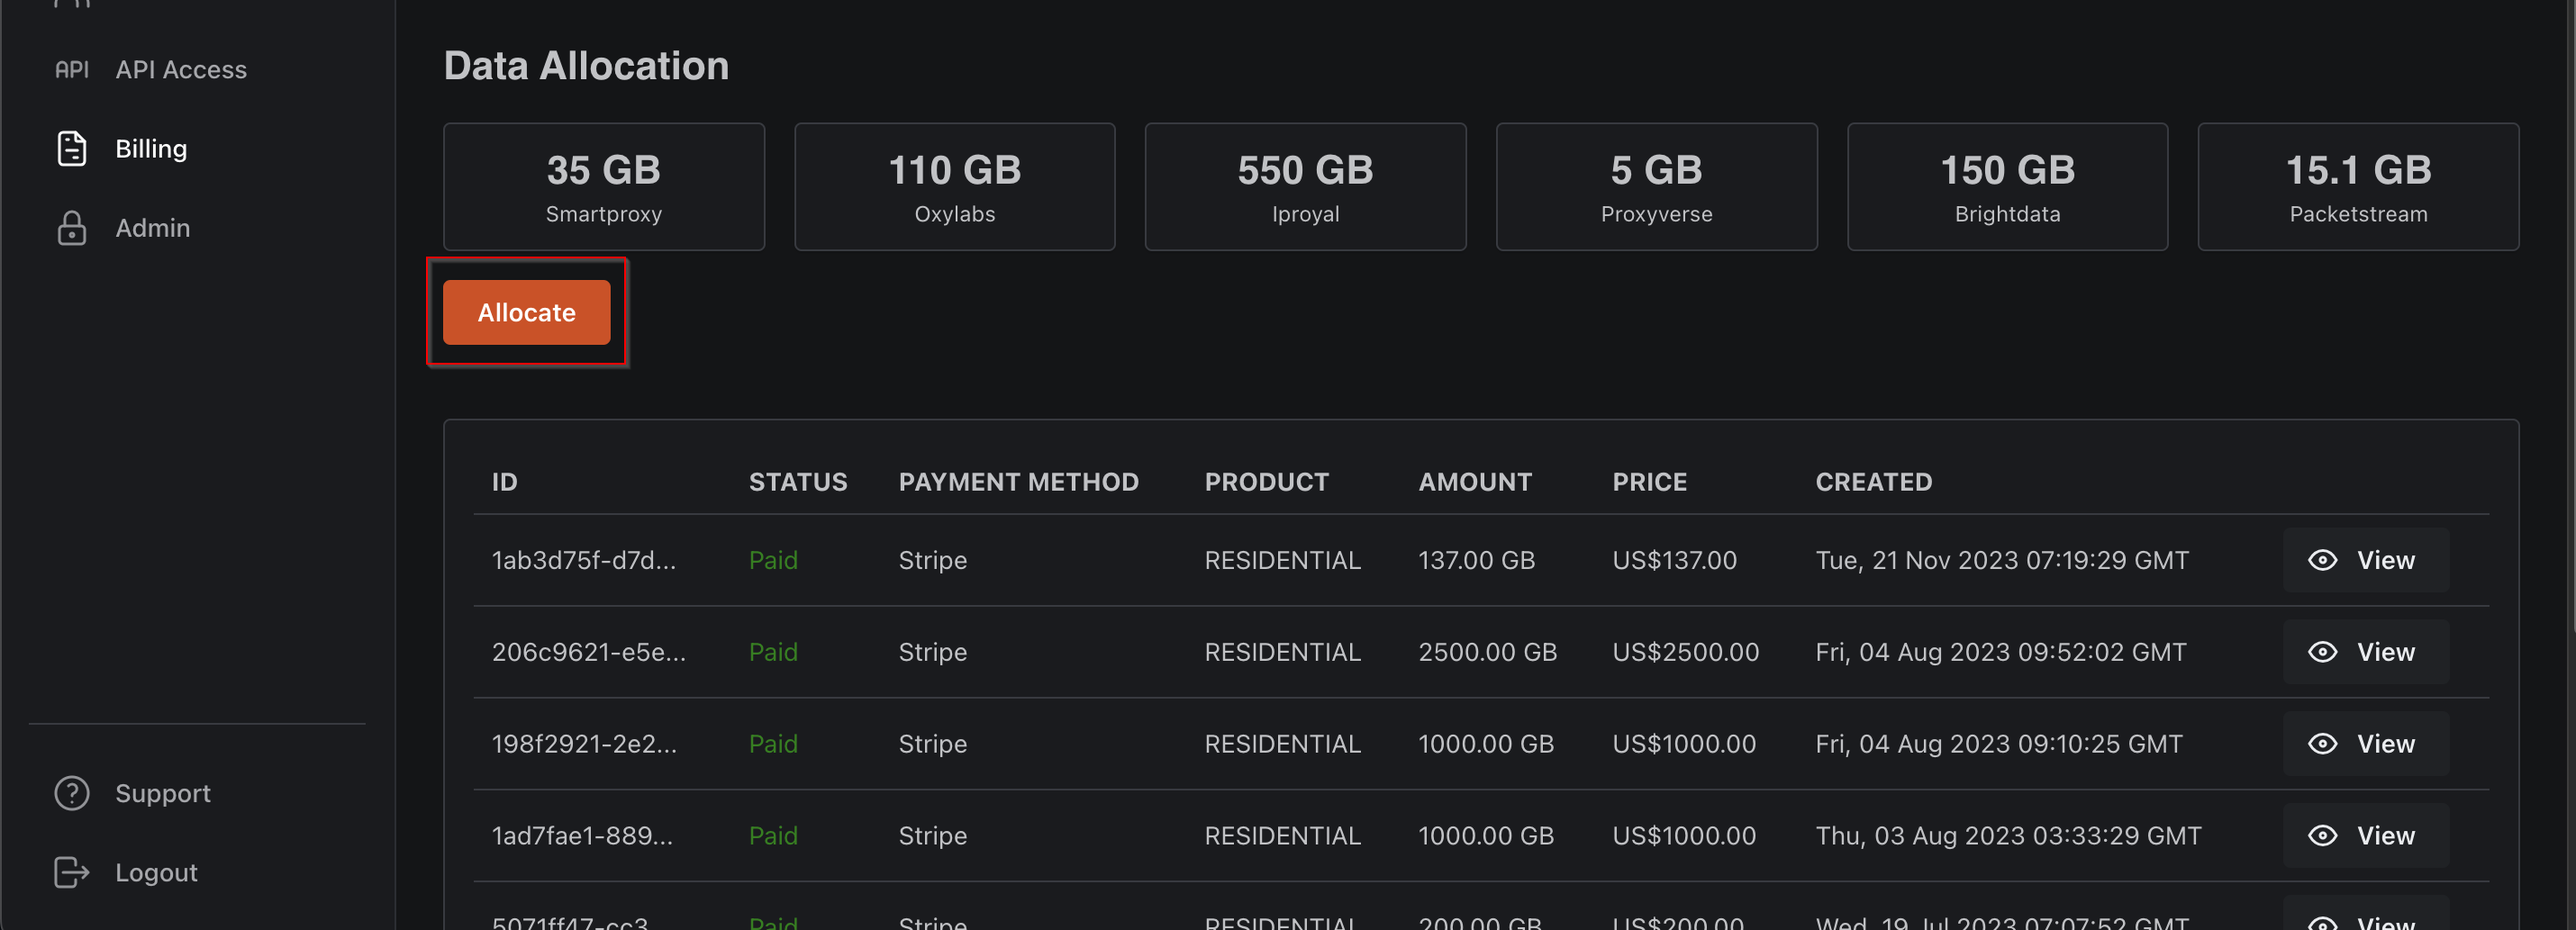 API API Access
Billing
Admin
Support
Logout
Data Allocation
35 GB
Smartproxy
110 GB
Oxylabs
550 GB
Iproyal
5 GB
Proxyverse
150 GB
Brightdata
15.1 GB
Packetstream
Allocate
ID STATUS PAYMENT METHOD PRODUCT AMOUNT PRICE CREATED
1ab3d75f-d7d... Paid Stripe RESIDENTIAL 137.00 GB US$137.00 Tue, 21 Nov 2023 07:19:29 GMT View
206c9621-e5e... Paid Stripe RESIDENTIAL 2500.00 GB US$2500.00 Fri, 04 Aug 2023 09:52:02 GMT View
198f2921-2e2... Paid Stripe RESIDENTIAL 1000.00 GB US$1000.00 Fri, 04 Aug 2023 09:10:25 GMT View
1ad7fae1-889... Paid Stripe RESIDENTIAL 1000.00 GB US$1000.00 Thu, 03 Aug 2023 03:33:29 GMT View
5071ff47-cc3 Paid Stripe RESIDENTIAL 200.00 GB US$200.00 Wed, 19 Jul 2023 07:07:52 GMT View